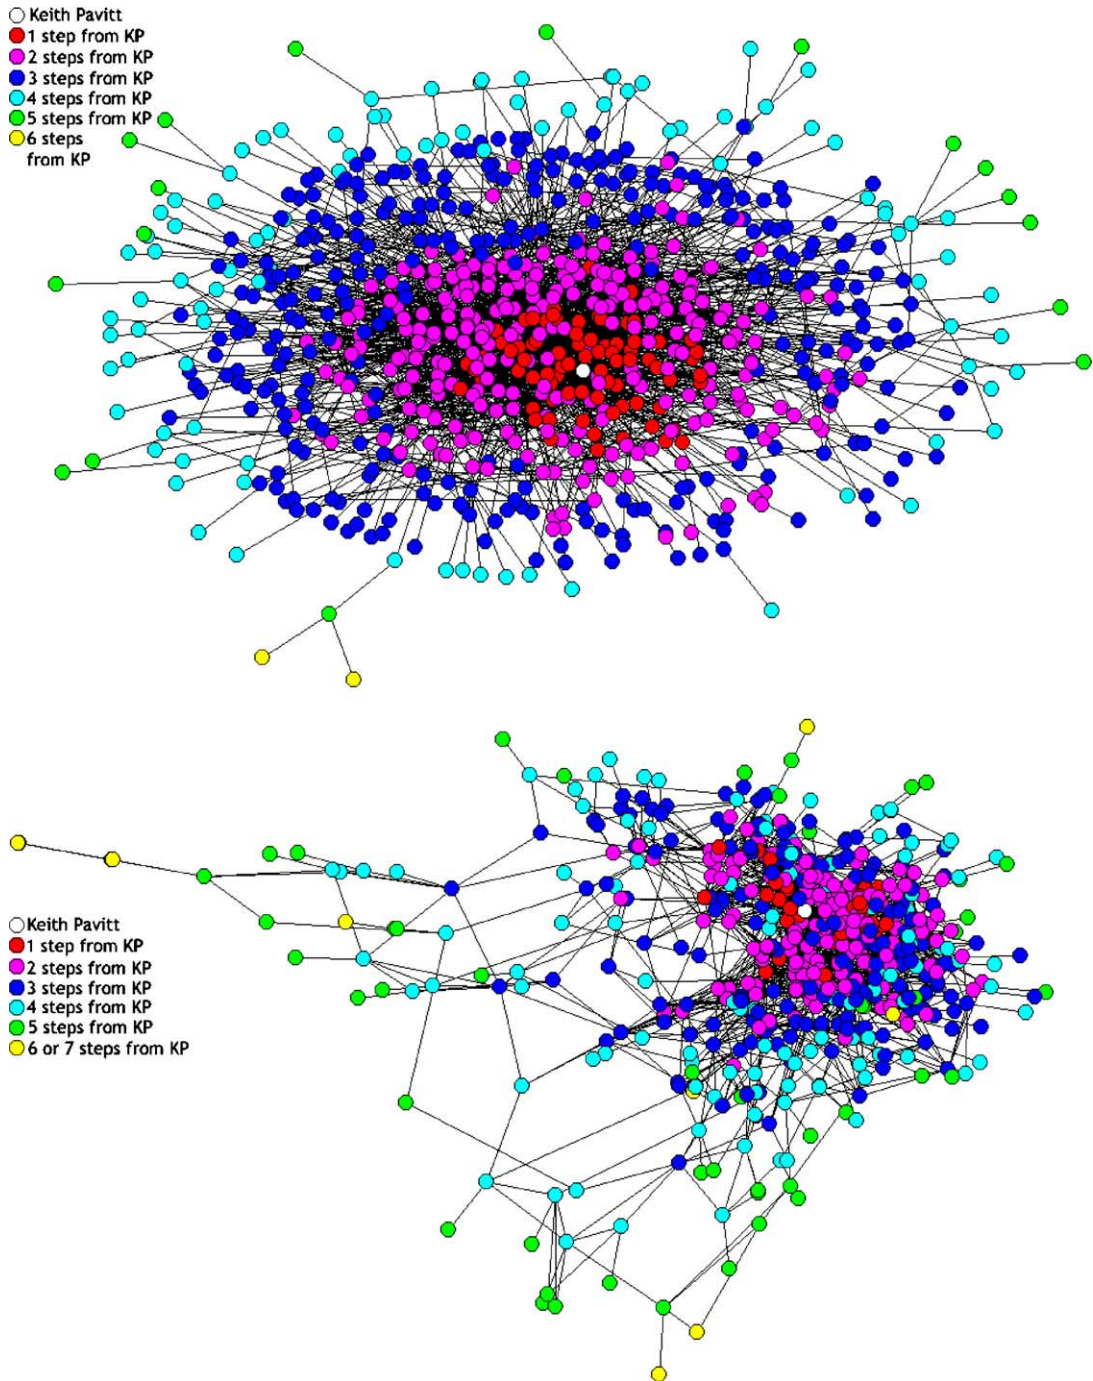 Keith Pavitt
1 step from KP
2 steps from KP
3 steps from KP
4 steps from KP
5 steps from KP
6 steps
from KP
Keith Pavitt
1 step from KP
2 steps from KP
3 steps from KP
4 steps from KP
5 steps from KP
6 or 7 steps from KP